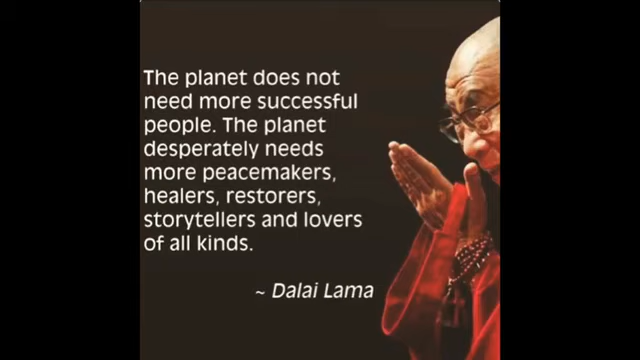 The planet does not
need more successful
people. The planet
desperately needs
more peacemakers,
healers, restorers,
storytellers and lovers
of all kinds.
~ Dalai Lama